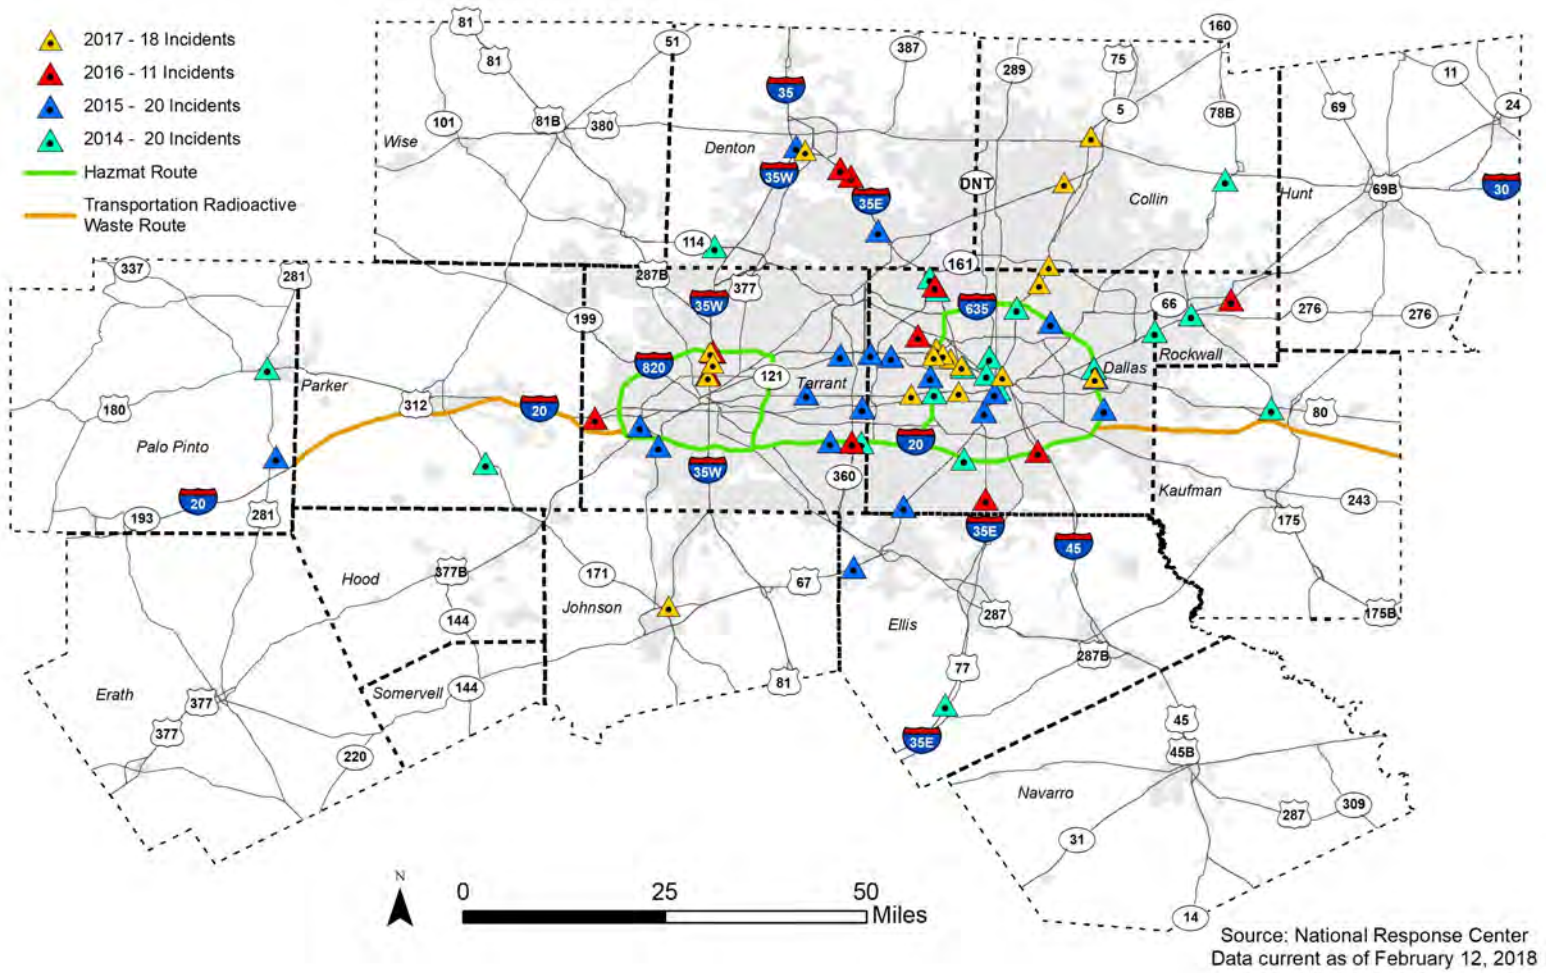 2017 - 18 Incidents
2016 - 11 Incidents
2015 - 20 Incidents
2014 - 20 Incidents
Hazmat Route
Transportation Radioactive
Waste Route
81
51
387
289
75
160
81
35
11
69
24
101
81B
380
5
78B
Wise
Denton
35W
DNT
35E
Collin
Hunt
69B
30
114
161
337
281
287B
377
35W
635
66
276
276
199
820
121
Tarrant
Dallas
Rockwall
Parker
180
312
20
80
Palo Pinto
20
35W
360
20
Kaufman
243
193
281
35E
45
175
Hood
377B
171
67
Johnson
144
Ellis
287
175B
287B
77
Erath
377
Somervell
144
81
377
220
35E
45
45B
Navarro
287
309
31
14
N
0
25
50
Miles
Source: National Response Center
Data current as of February 12, 2018